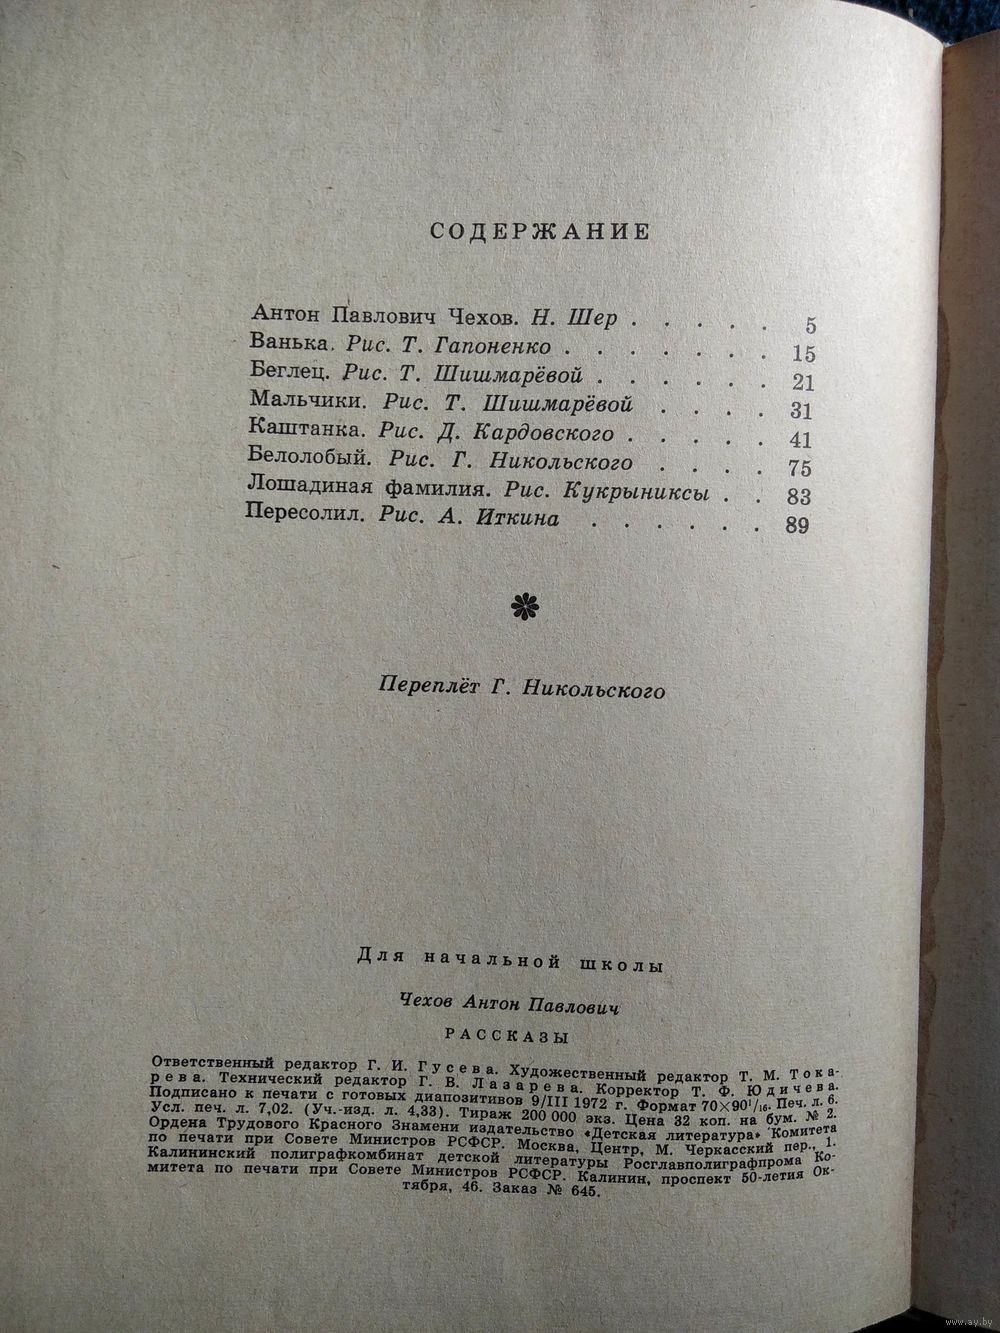 СОДЕРЖАНИЕ
Антон Павлович Чехов. Н. Шер . . . . . 5
Ванька. Рис. Т. Гапоненко . . . . . . . 15
Беглец. Рис. Т. Шишмарёвой . . . . . . 21
Мальчики. Рис. Т. Шишмарёвой . . . . 31
Каштанка. Рис. Д. Кардовского . . . . . 41
Белолобый. Рис. Г. Никольского . . . . 75
Лошадиная фамилия. Рис. Кукрыниксы . . 83
Пересолил. Рис. А. Иткина . . . . . . 89
Переплёт Г. Никольского
Для начальной школы
Чехов Антон Павлович
РАССКАЗЫ
Ответственный редактор Г. И. Гусева. Художественный редактор Т. М. Тока-
рева. Технический редактор Г. В. Лазарева. Корректор Т. Ф. Юдичева.
Подписано к печати с готовых диапозитивов 9/III 1972 г. Формат 70×90¹/₁₆. Печ. л. 6.
Усл. печ. л. 7,02. (Уч.-изд. л. 4,33). Тираж 200 000 экз. Цена 32 коп. на бум. № 2.
Ордена Трудового Красного Знамени издательство «Детская литература» Комитета
по печати при Совете Министров РСФСР. Москва, Центр, М. Черкасский пер., 1.
Калининский полиграфкомбинат детской литературы Росглавполиграфпрома Ко-
митета по печати при Совете Министров РСФСР. Калинин, проспект 50-летия Ок-
тября, 46. Заказ № 645.
www.ay.by